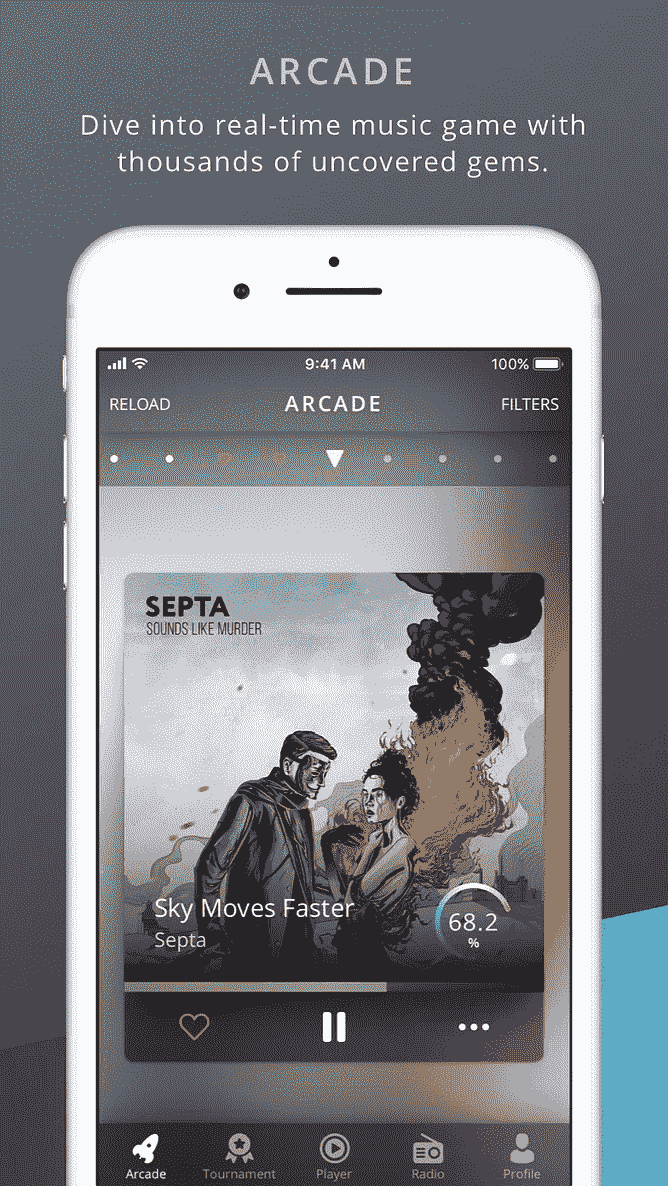 ARCADE
Dive into real-time music game with
thousands of uncovered gems.
9:41 AM
100%
RELOAD
ARCADE
FILTERS
SEPTA
SOUNDS LIKE MURDER
Sky Moves Faster
Septa
68.2
%
Arcade
Tournament
Player
Radio
Profile